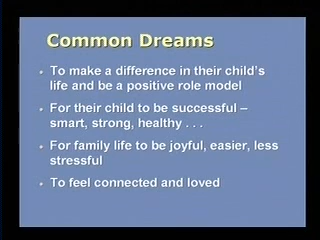 Common Dreams
• To make a difference in their child's
life and be a positive role model
• For their child to be successful –
smart, strong, healthy . . .
• For family life to be joyful, easier, less
stressful
• To feel connected and loved